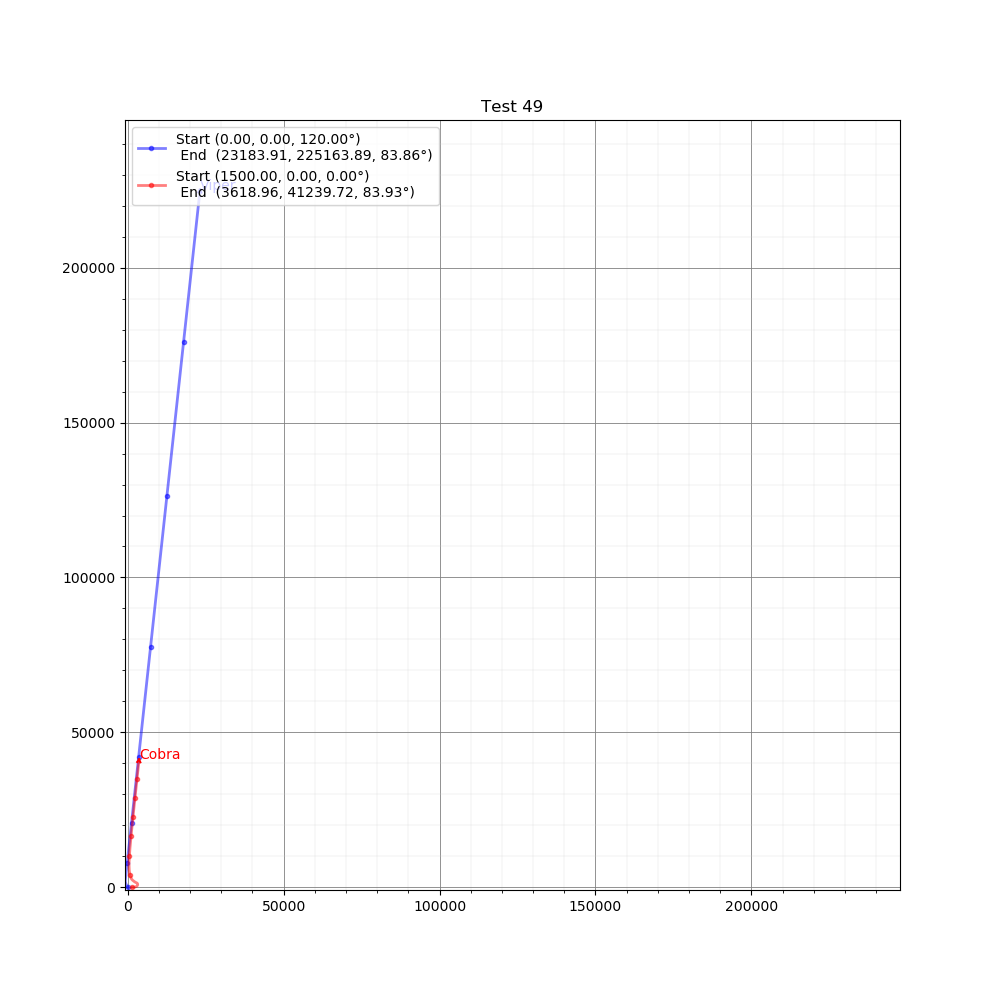 Test 49
Start (0.00, 0.00, 120.00°)
End (23183.91, 225163.89, 83.86°)
Start (1500.00, 0.00, 0.00°)
End (3618.96, 41239.72, 83.93°)
Viper
200000
150000
100000
50000
Cobra
0
0 50000 100000 150000 200000